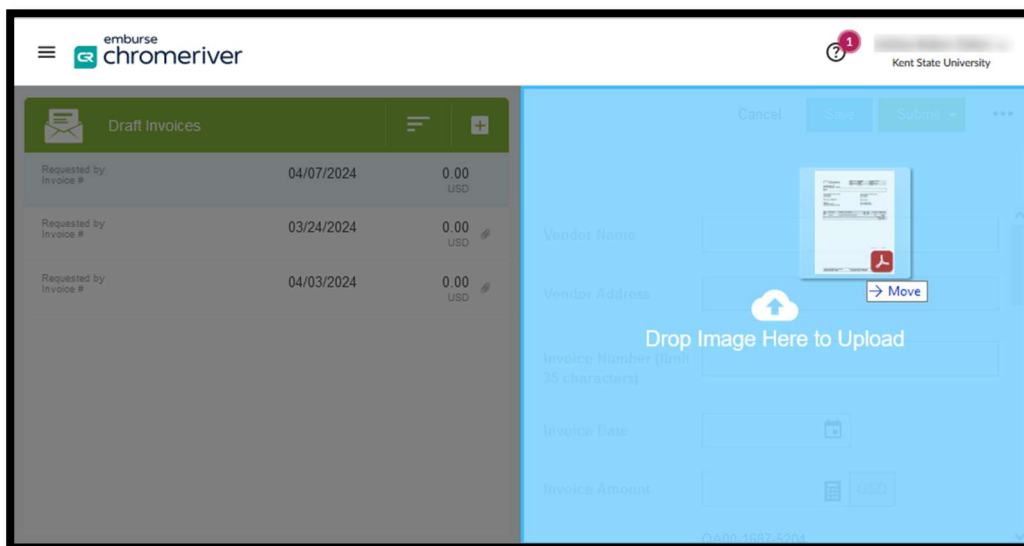 emburse
chromeriver
1
Kent State University
Draft Invoices
Cancel
Save
Submit
Requested by
Invoice #
04/07/2024
0.00
USD
Requested by
Invoice #
03/24/2024
0.00
USD
Requested by
Invoice #
04/03/2024
0.00
USD
Vendor Name
Vendor Address
Move
Drop Image Here to Upload
Invoice Number (limit
35 characters)
Invoice Date
Invoice Amount
USD